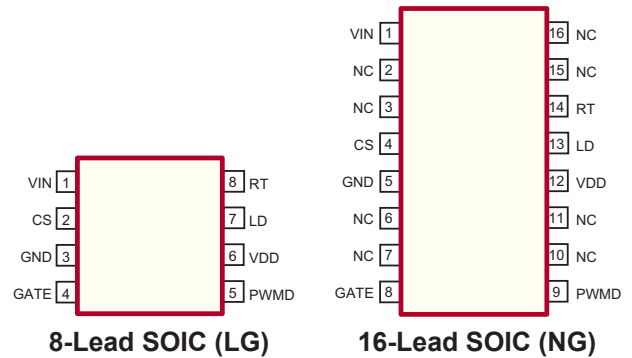 VIN 1
CS 2
GND 3
GATE 4
8 RT
7 LD
6 VDD
5 PWMD
8-Lead SOIC (LG)
VIN 1
NC 2
NC 3
CS 4
GND 5
NC 6
NC 7
GATE 8
16 NC
15 NC
14 RT
13 LD
12 VDD
11 NC
10 NC
9 PWMD
16-Lead SOIC (NG)